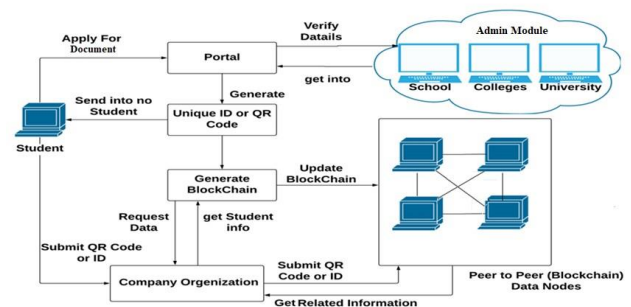 Apply For
Document
Portal
Verify
Datails
get into
Admin Module
School
Colleges
University
Generate
Send into no
Student
Unique ID or QR
Code
Student
Generate
BlockChain
Update
BlockChain
Request
Data
get Student
info
Submit QR Code
or ID
Company Orgenization
Submit QR
Code or ID
Peer to Peer (Blockchain)
Data Nodes
Get Related Information